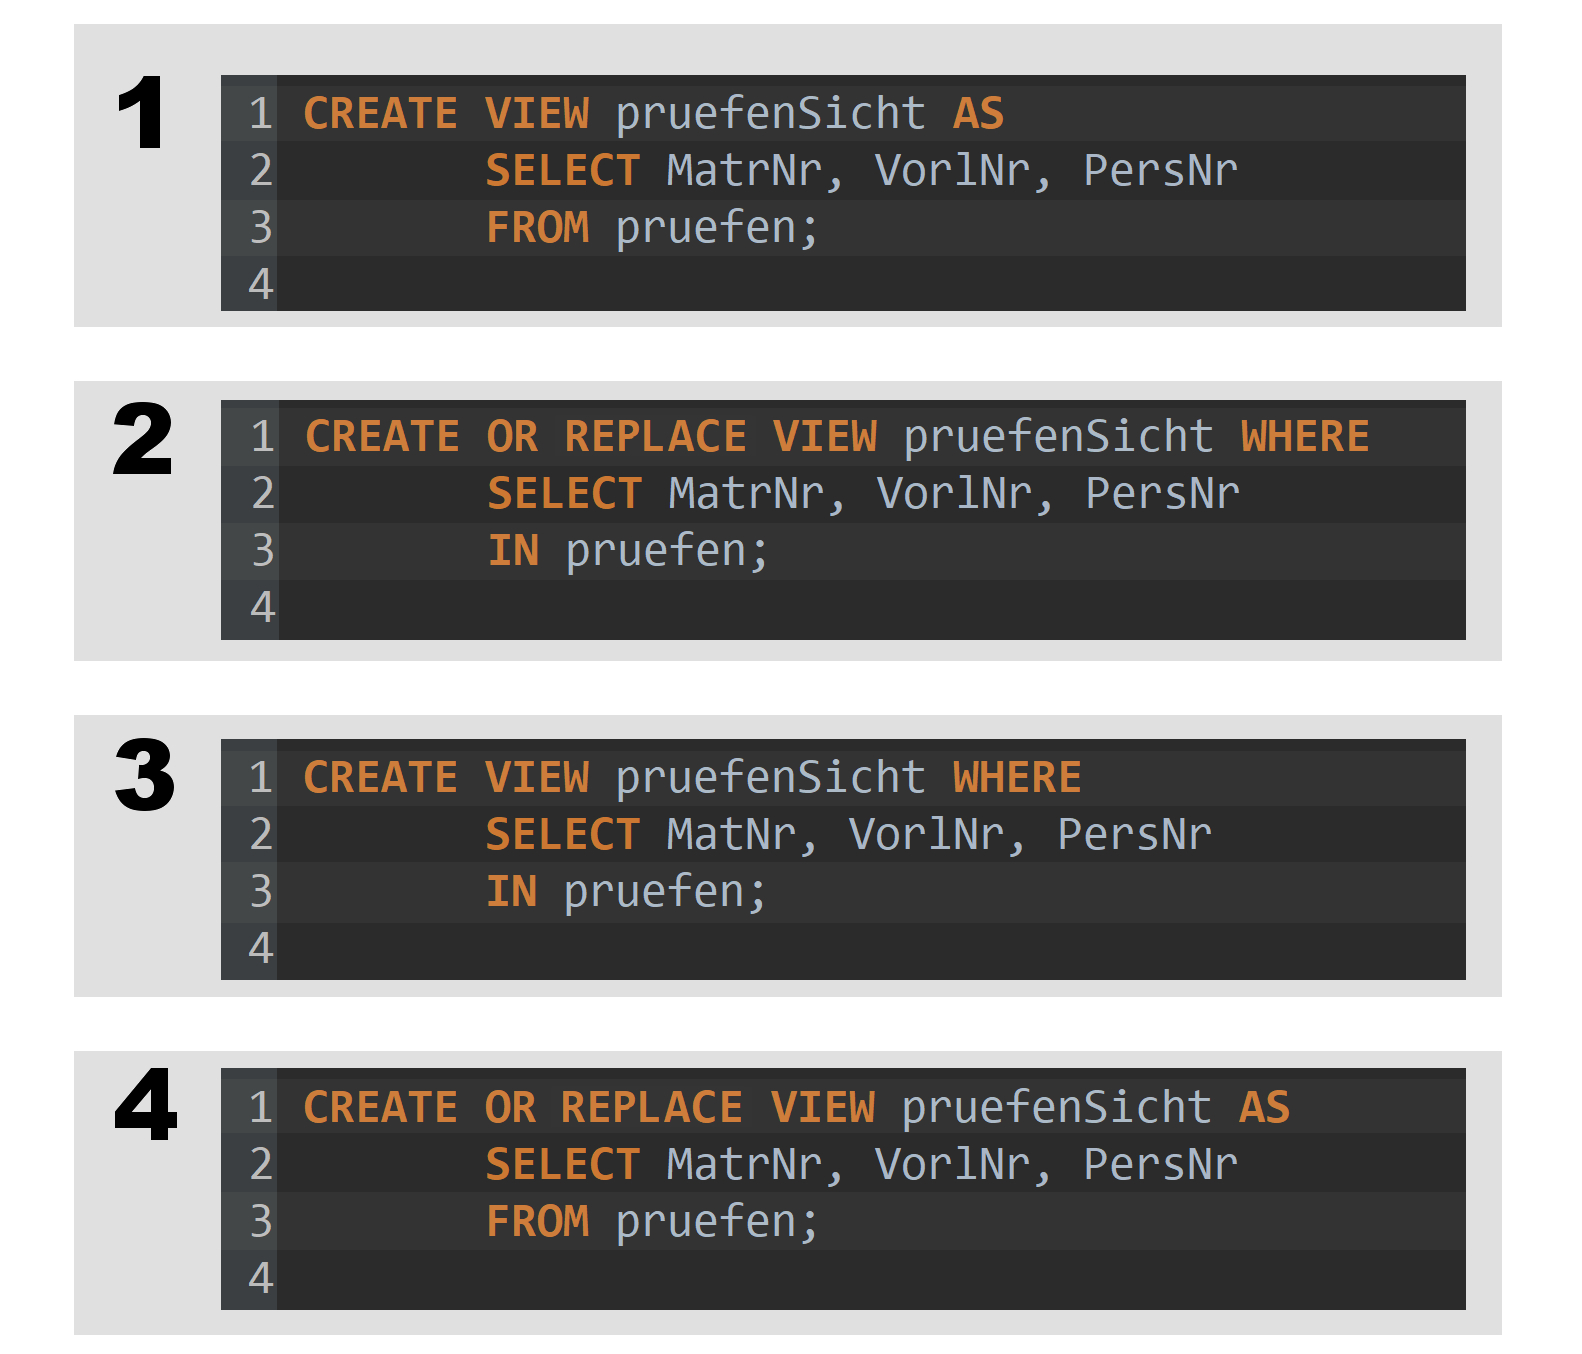 1
1 CREATE VIEW pruefenSicht AS
2 SELECT MatrNr, VorlNr, PersNr
3 FROM pruefen;
4
2
1 CREATE OR REPLACE VIEW pruefenSicht WHERE
2 SELECT MatrNr, VorlNr, PersNr
3 IN pruefen;
4
3
1 CREATE VIEW pruefenSicht WHERE
2 SELECT MatNr, VorlNr, PersNr
3 IN pruefen;
4
4
1 CREATE OR REPLACE VIEW pruefenSicht AS
2 SELECT MatrNr, VorlNr, PersNr
3 FROM pruefen;
4